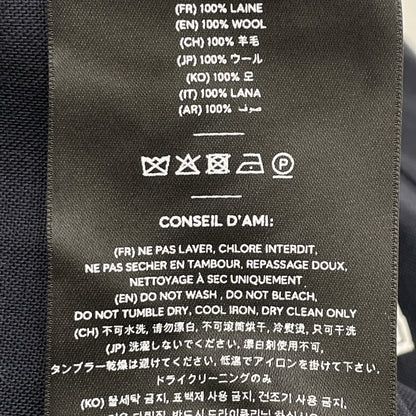 (FR) 100% LAINE
(EN) 100% WOOL
(CH) 100% 羊毛
(JP) 100% ウール
(KO) 100% 모
(IT) 100% LANA
(AR) 100% صوف
P
CONSEIL D'AMI:
(FR) NE PAS LAVER, CHLORE INTERDIT,
NE PAS SECHER EN TAMBOUR, REPASSAGE DOUX,
NETTOYAGE À SEC UNIQUEMENT
(EN) DO NOT WASH , DO NOT BLEACH,
DO NOT TUMBLE DRY, COOL IRON, DRY CLEAN ONLY
(CH) 不可水洗, 请勿漂白, 不可滚筒烘干, 冷熨烫, 只可干洗
(JP) 洗濯しないでください, 漂白剤使用不可,
タンブラー乾燥は避けてください, 低温でアイロンを掛けて下さい,
ドライクリーニングのみ
(KO) 찰세탁 금지, 표백제 사용 금지, 건조기 사용 금지,